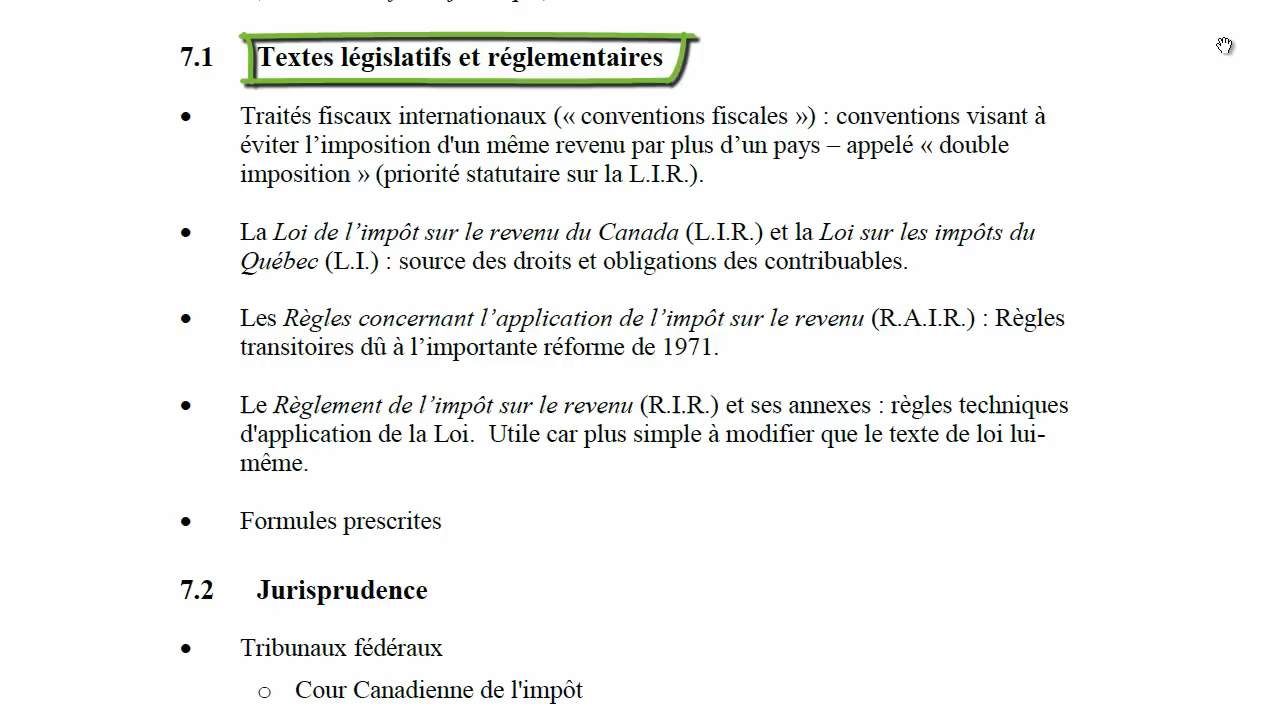 7.1 Textes législatifs et réglementaires
• Traités fiscaux internationaux (« conventions fiscales ») : conventions visant à
éviter l’imposition d'un même revenu par plus d’un pays – appelé « double
imposition » (priorité statutaire sur la L.I.R.).
• La Loi de l’impôt sur le revenu du Canada (L.I.R.) et la Loi sur les impôts du
Québec (L.I.) : source des droits et obligations des contribuables.
• Les Règles concernant l’application de l’impôt sur le revenu (R.A.I.R.) : Règles
transitoires dû à l’importante réforme de 1971.
• Le Règlement de l’impôt sur le revenu (R.I.R.) et ses annexes : règles techniques
d'application de la Loi. Utile car plus simple à modifier que le texte de loi lui-
même.
• Formules prescrites
7.2 Jurisprudence
• Tribunaux fédéraux
o Cour Canadienne de l'impôt